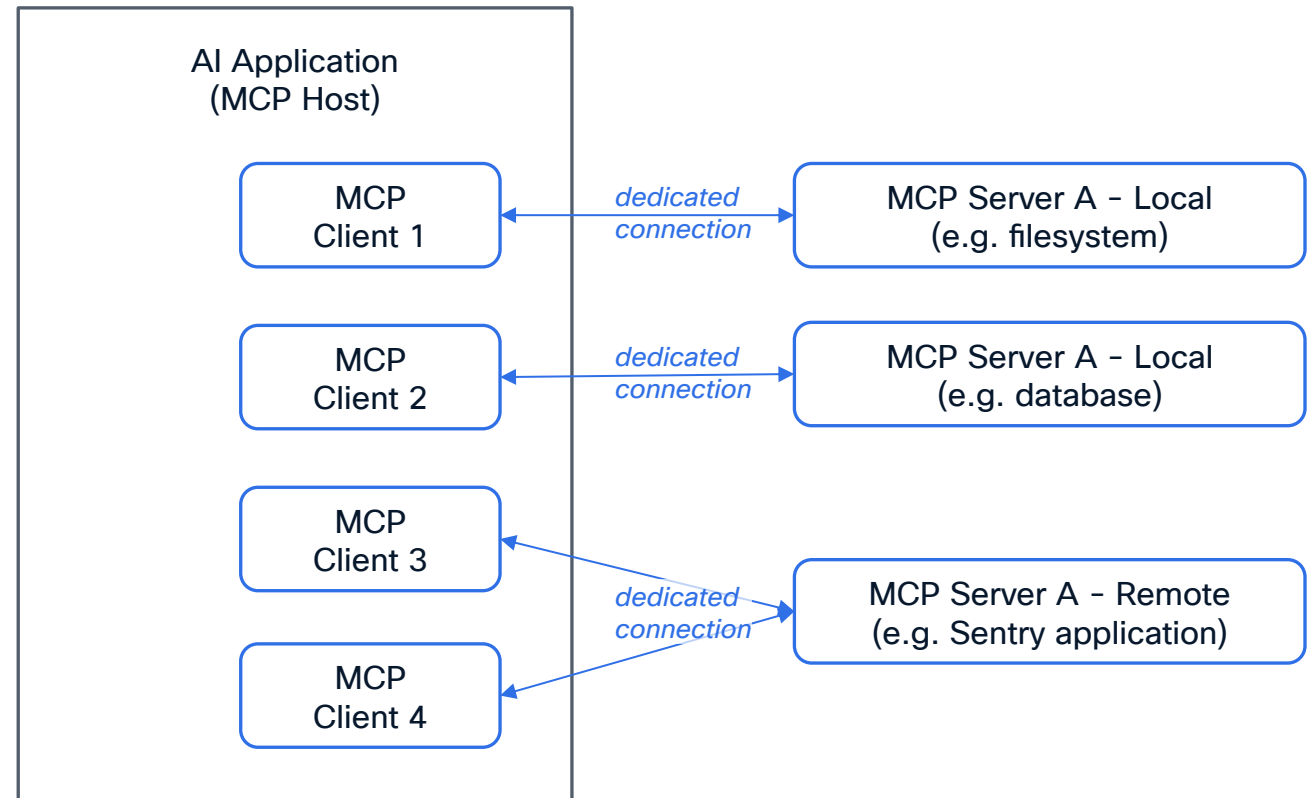 AI Application
(MCP Host)
MCP
Client 1
dedicated
connection
MCP Server A - Local
(e.g. filesystem)
MCP
Client 2
dedicated
connection
MCP Server A - Local
(e.g. database)
MCP
Client 3
dedicated
connection
MCP Server A - Remote
(e.g. Sentry application)
MCP
Client 4